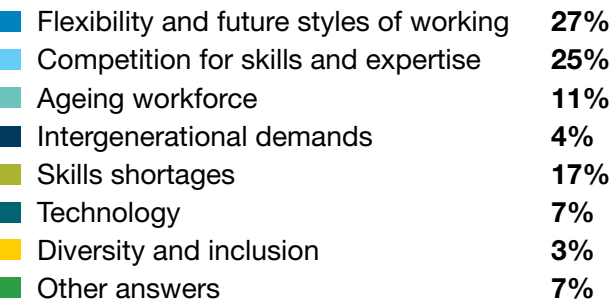 Flexibility and future styles of working 27%
Competition for skills and expertise 25%
Ageing workforce 11%
Intergenerational demands 4%
Skills shortages 17%
Technology 7%
Diversity and inclusion 3%
Other answers 7%